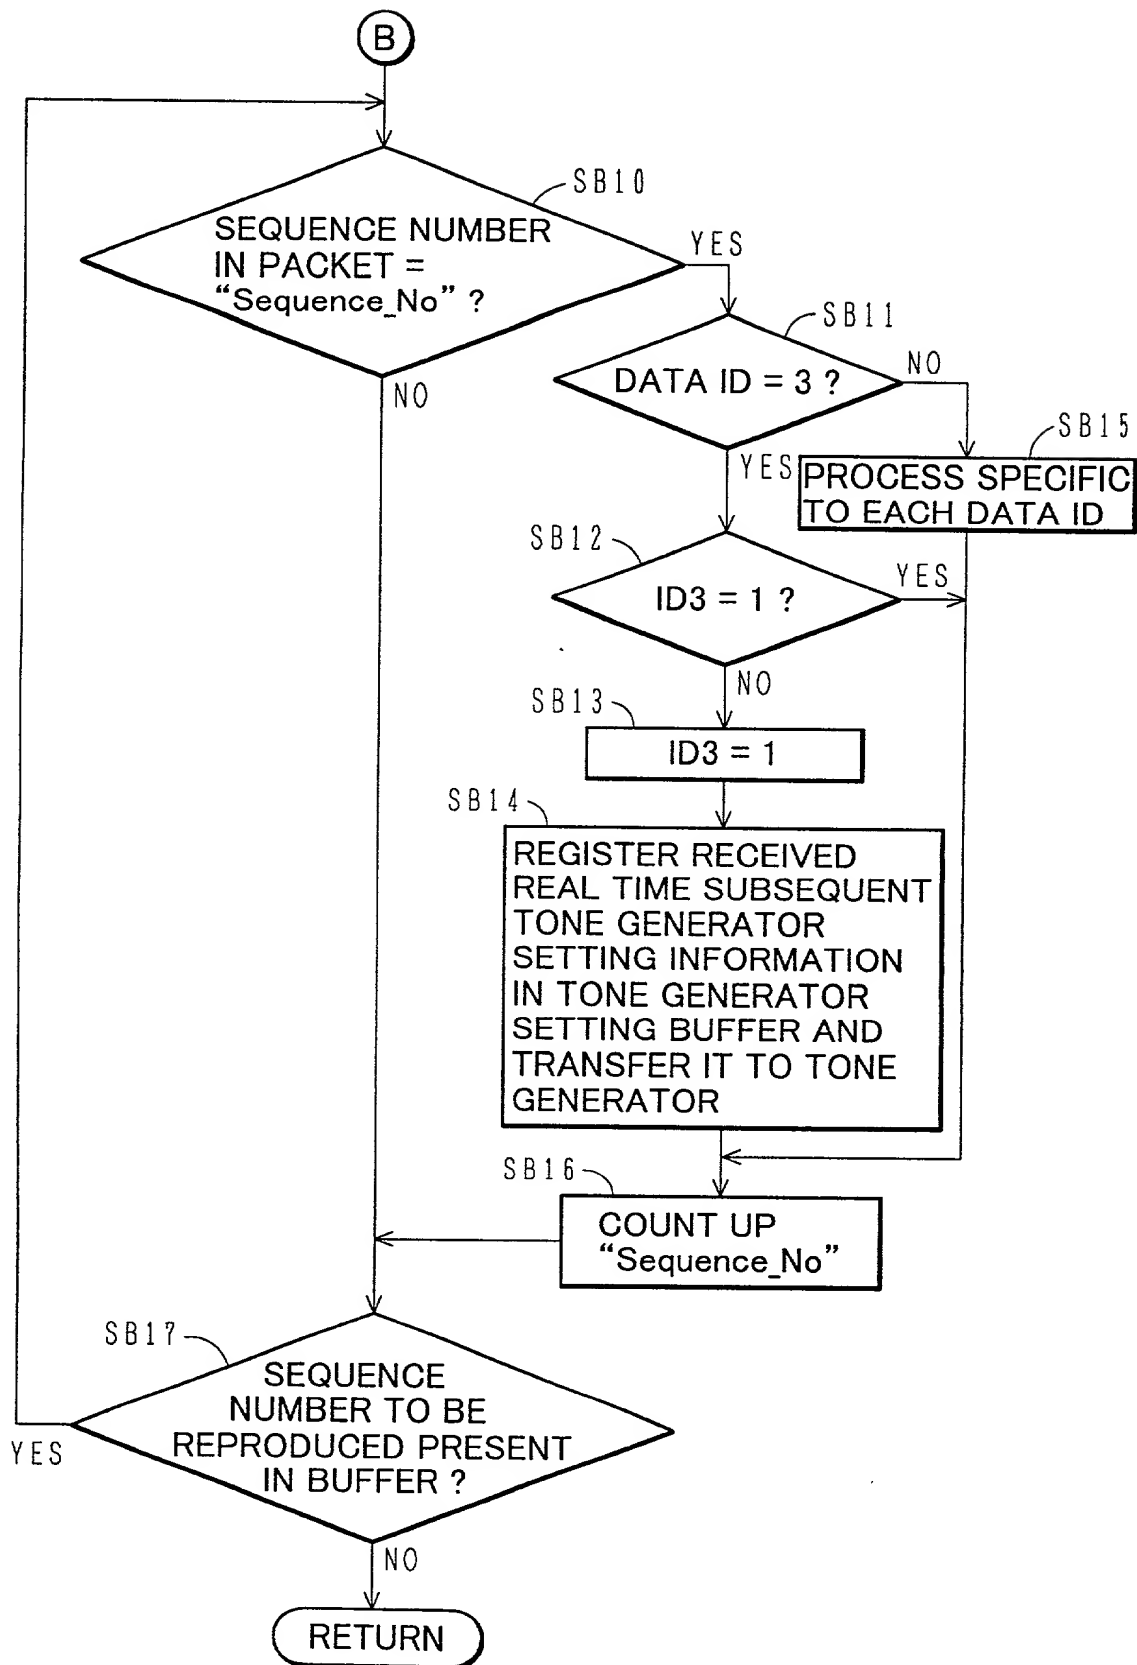 B
SB10
SEQUENCE NUMBER
IN PACKET =
“Sequence_No” ?
YES
NO
SB11
DATA ID = 3 ?
NO
YES
SB15
PROCESS SPECIFIC
TO EACH DATA ID
SB12
ID3 = 1 ?
YES
NO
SB13
ID3 = 1
SB14
REGISTER RECEIVED
REAL TIME SUBSEQUENT
TONE GENERATOR
SETTING INFORMATION
IN TONE GENERATOR
SETTING BUFFER AND
TRANSFER IT TO TONE
GENERATOR
SB16
COUNT UP
“Sequence_No”
SB17
SEQUENCE
NUMBER TO BE
REPRODUCED PRESENT
IN BUFFER ?
YES
NO
RETURN